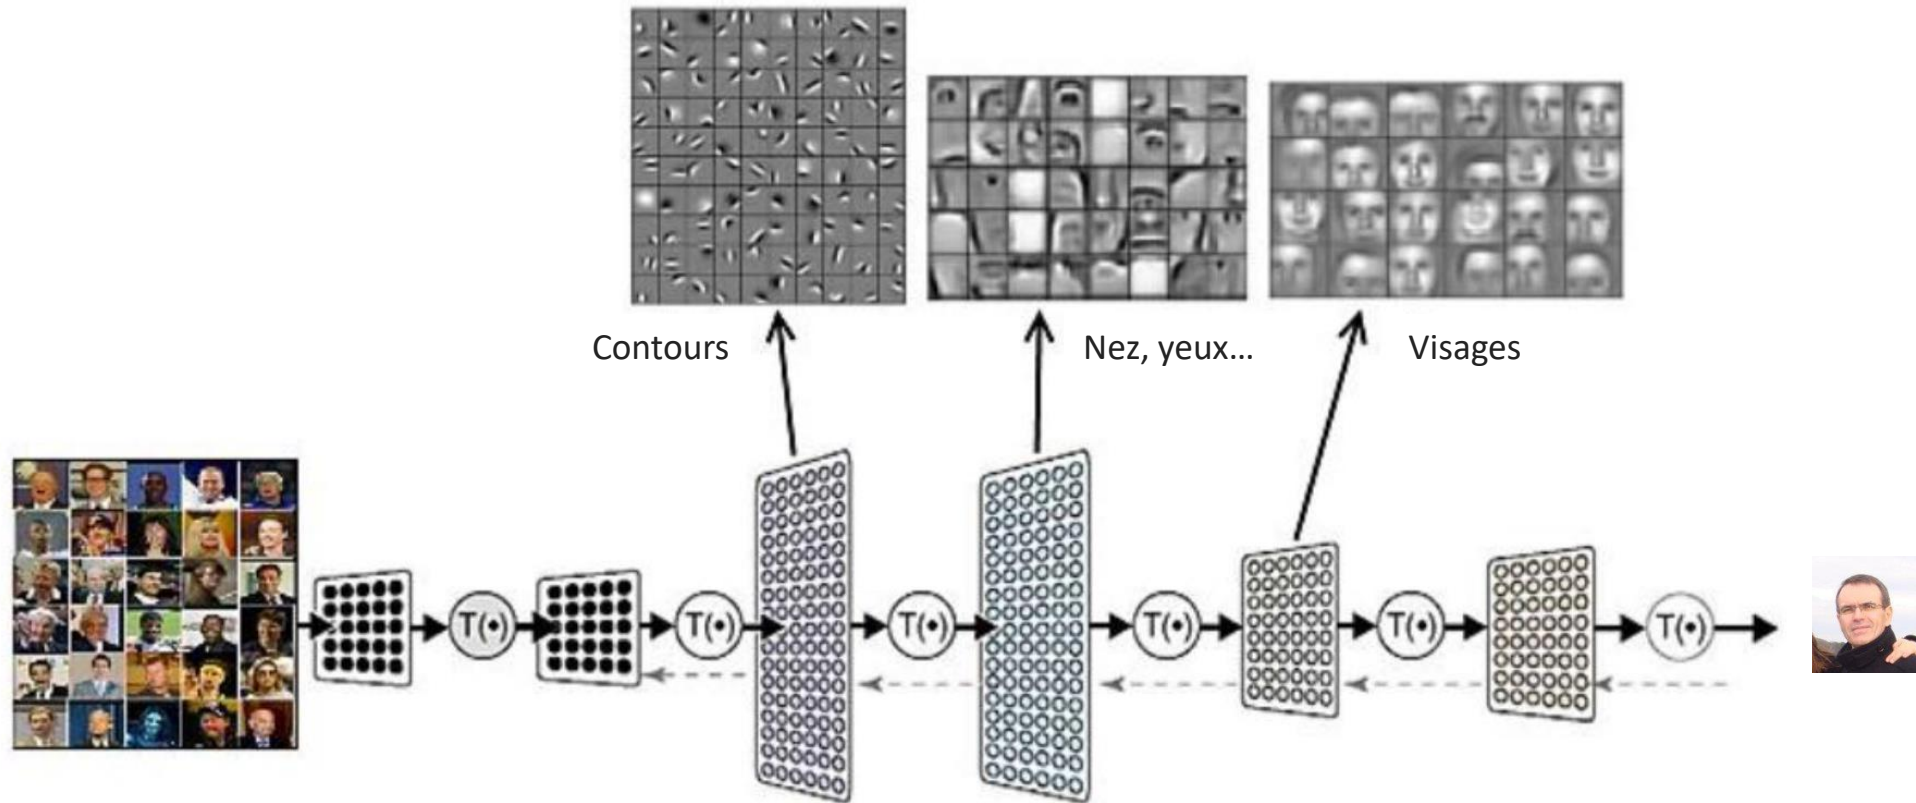 Contours
Nez, yeux...
Visages
T(•)
T(•)
T(•)
T(•)
T(•)
T(•)